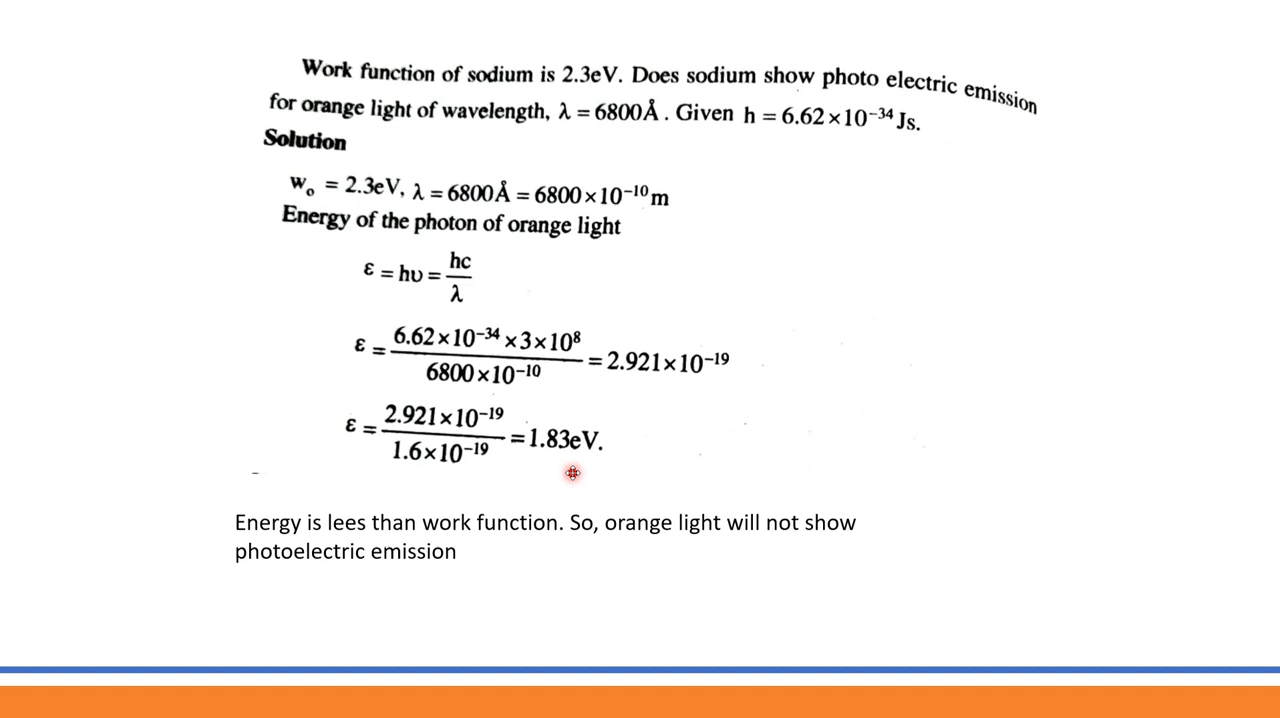 Work function of sodium is 2.3eV. Does sodium show photo electric emission
for orange light of wavelength, λ = 6800Å . Given h = 6.62×10⁻³⁴ Js.
Solution
w₀ = 2.3eV, λ = 6800Å = 6800×10⁻¹⁰m
Energy of the photon of orange light
ε = hυ = hc/λ
ε = 6.62×10⁻³⁴ ×3×10⁸ / 6800×10⁻¹⁰ = 2.921×10⁻¹⁹
ε = 2.921×10⁻¹⁹ / 1.6×10⁻¹⁹ = 1.83eV.
Energy is lees than work function. So, orange light will not show
photoelectric emission